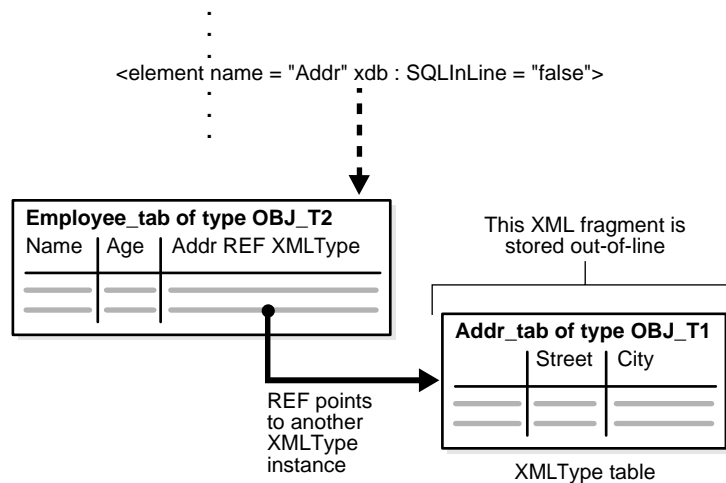 <element name = "Addr" xdb : SQLInLine = "false">
Employee_tab of type OBJ_T2
Name Age Addr REF XMLType
This XML fragment is
stored out-of-line
Addr_tab of type OBJ_T1
Street City
REF points
to another
XMLType
instance
XMLType table